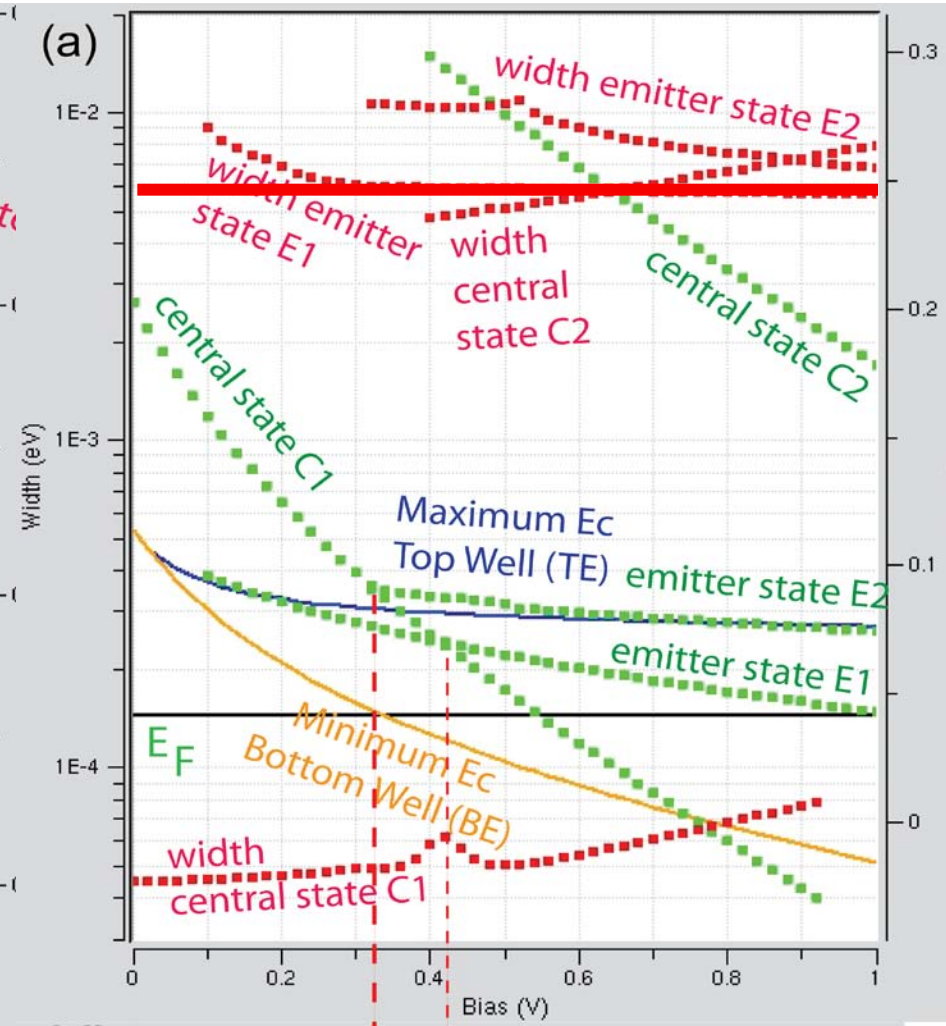 (a)
0.3
width emitter state E2
1E-2
width emitter
state E1
width
central
state C2
central state C2
0.2
central state C1
1E-3
Width (eV)
Maximum Ec
Top Well (TE)
emitter state E2
0.1
emitter state E1
Minimum Ec
Bottom Well (BE)
EF
1E-4
0
width
central state C1
0 0.2 0.4 0.6 0.8 1
Bias (V)